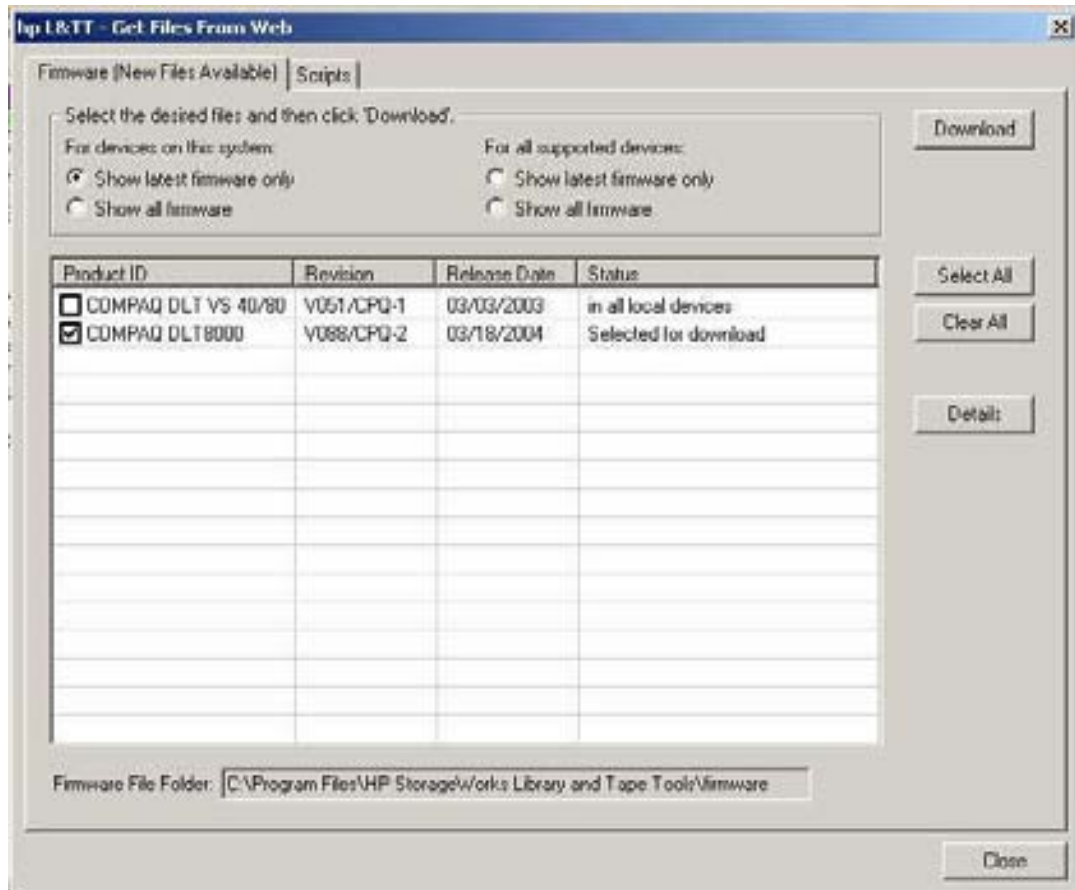 hp L&TT - Get Files From Web
Firmware (New Files Available) Scripts
Select the desired files and then click 'Download'.
Download
For devices on this system: For all supported devices:
Show latest firmware only Show latest firmware only
Show all firmware Show all firmware
Product ID Revision Release Date Status
Select All
COMPAQ DLT VS 40/80 V051/CPQ-1 03/03/2003 in all local devices
Clear All
COMPAQ DLT8000 V088/CPQ-2 03/18/2004 Selected for download
Details
Firmware File Folder: C:\Program Files\HP StorageWorks Library and Tape Tools\firmware
Close